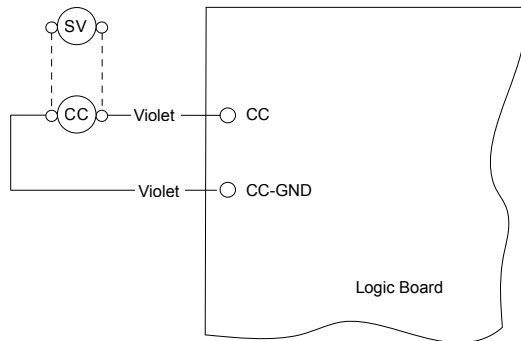 SV
CC
Violet
CC
Violet
CC-GND
Logic Board